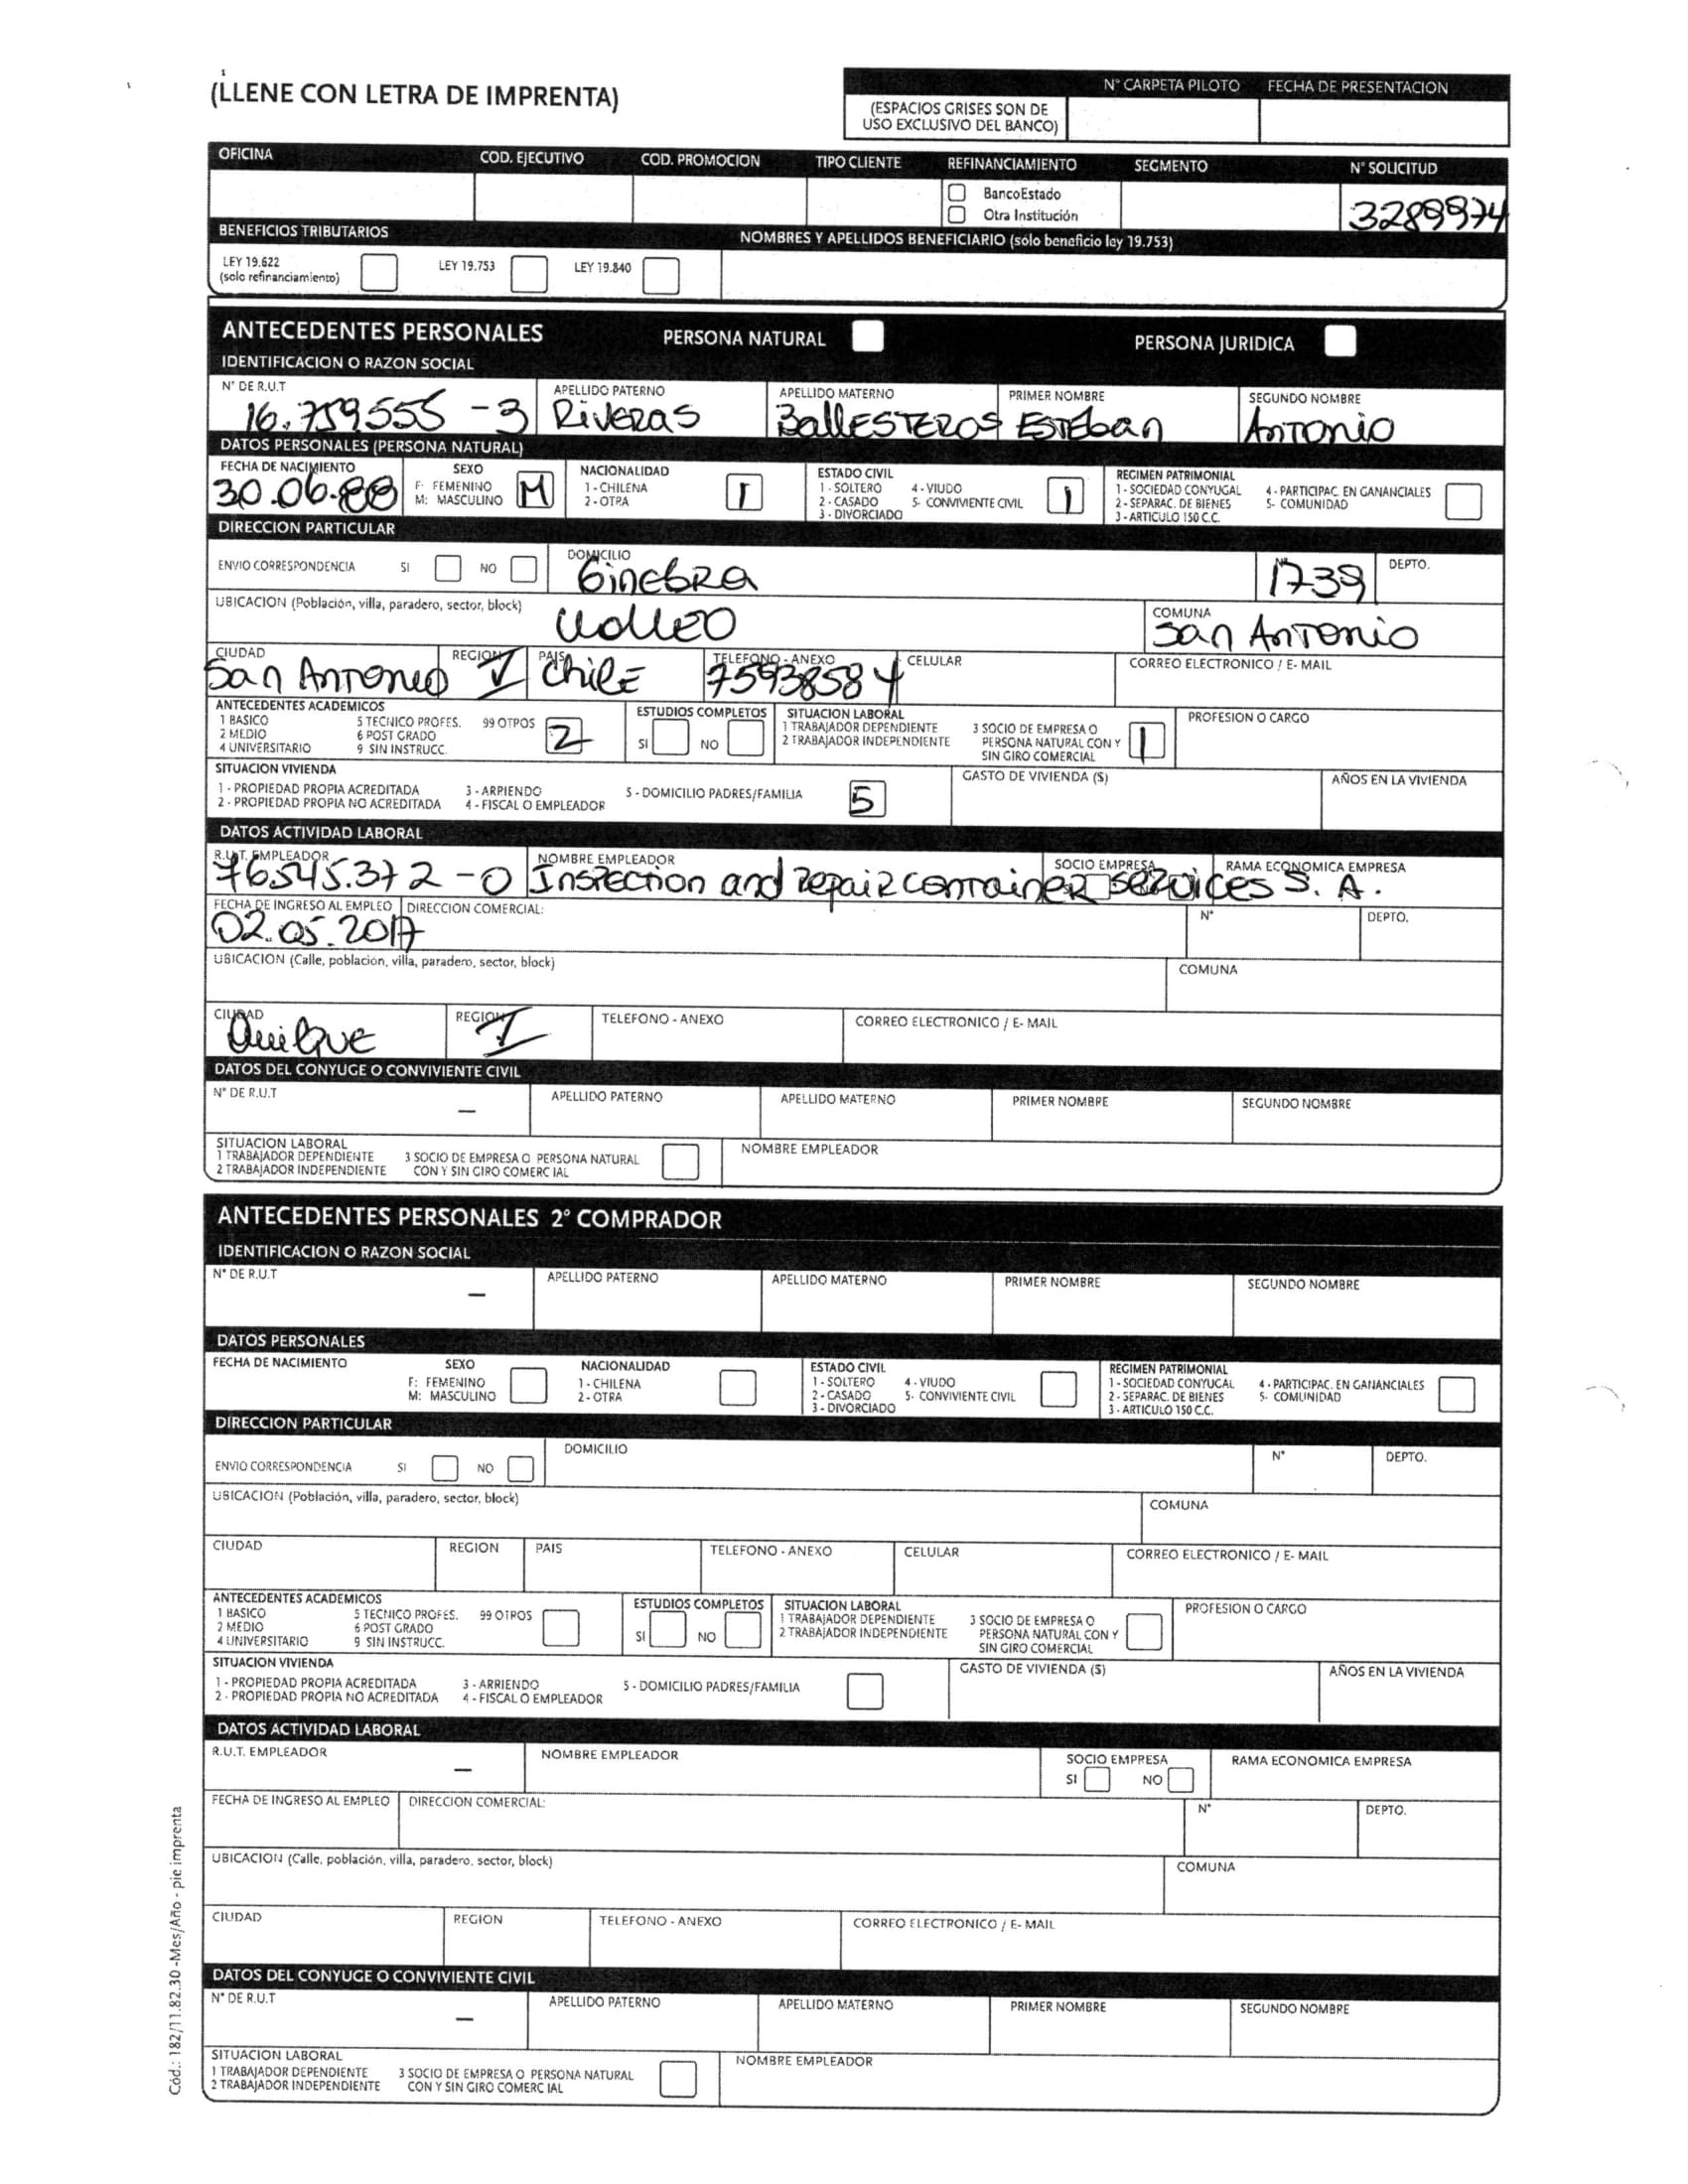 (LLENE CON LETRA DE IMPRENTA)
N° CARPETA PILOTO FECHA DE PRESENTACION
(ESPACIOS GRISES SON DE
USO EXCLUSIVO DEL BANCO)
OFICINA COD. EJECUTIVO COD. PROMOCION TIPO CLIENTE REFINANCIAMIENTO SEGMENTO N° SOLICITUD
BancoEstado
Otra Institución
3289974
BENEFICIOS TRIBUTARIOS NOMBRES Y APELLIDOS BENEFICIARIO (sólo beneficio ley 19.753)
LEY 19.622 LEY 19.753 LEY 19.840
(solo refinanciamiento)
ANTECEDENTES PERSONALES PERSONA NATURAL PERSONA JURIDICA
IDENTIFICACION O RAZON SOCIAL
N° DE R.U.T APELLIDO PATERNO APELLIDO MATERNO PRIMER NOMBRE SEGUNDO NOMBRE
16.759555 -3 Riveras BallESTEROS ESTEban AnTOnio
DATOS PERSONALES (PERSONA NATURAL)
FECHA DE NACIMIENTO SEXO NACIONALIDAD ESTADO CIVIL REGIMEN PATRIMONIAL
F: FEMENINO 1 - CHILENA 1 - SOLTERO 4 - VIUDO 1 - SOCIEDAD CONYUGAL 4 - PARTICIPAC. EN GANANCIALES
M: MASCULINO 2 - OTRA 2 - CASADO 5- CONVIVIENTE CIVIL 2 - SEPARAC. DE BIENES 5- COMUNIDAD
3 - DIVORCIADO 3 - ARTICULO 150 C.C.
30.06.88 M 1 1
DIRECCION PARTICULAR
ENVIO CORRESPONDENCIA SI NO DOMICILIO N° DEPTO.
GinebRa 1739
UBICACION (Población, villa, paradero, sector, block) COMUNA
San AnTOnio
CIUDAD REGION PAIS TELEFONO - ANEXO CELULAR CORREO ELECTRONICO / E- MAIL
San AnTOnio V ChilE 75938584
ANTECEDENTES ACADEMICOS ESTUDIOS COMPLETOS SITUACION LABORAL PROFESION O CARGO
1 BASICO 5 TECNICO PROFES. 99 OTROS 1 TRABAJADOR DEPENDIENTE 3 SOCIO DE EMPRESA O
2 MEDIO 6 POST GRADO SI NO 2 TRABAJADOR INDEPENDIENTE PERSONA NATURAL CON Y
4 UNIVERSITARIO 9 SIN INSTRUCC. SIN GIRO COMERCIAL
2 1
SITUACION VIVIENDA GASTO DE VIVIENDA ($) AÑOS EN LA VIVIENDA
1 - PROPIEDAD PROPIA ACREDITADA 3 - ARRIENDO 5 - DOMICILIO PADRES/FAMILIA 5
2 - PROPIEDAD PROPIA NO ACREDITADA 4 - FISCAL O EMPLEADOR
DATOS ACTIVIDAD LABORAL
R.U.T. EMPLEADOR NOMBRE EMPLEADOR SOCIO EMPRESA RAMA ECONOMICA EMPRESA
76545.372 -0 InsPEcTion and Repair conTainER SERvices S. A.
FECHA DE INGRESO AL EMPLEO DIRECCION COMERCIAL: N° DEPTO.
02.05.2017
UBICACION (Calle, población, villa, paradero, sector, block) COMUNA
CIUDAD REGION TELEFONO - ANEXO CORREO ELECTRONICO / E- MAIL
I
DATOS DEL CONYUGE O CONVIVIENTE CIVIL
N° DE R.U.T APELLIDO PATERNO APELLIDO MATERNO PRIMER NOMBRE SEGUNDO NOMBRE
–
SITUACION LABORAL NOMBRE EMPLEADOR
1 TRABAJADOR DEPENDIENTE 3 SOCIO DE EMPRESA O PERSONA NATURAL
2 TRABAJADOR INDEPENDIENTE CON Y SIN GIRO COMERCIAL
ANTECEDENTES PERSONALES 2° COMPRADOR
IDENTIFICACION O RAZON SOCIAL
N° DE R.U.T APELLIDO PATERNO APELLIDO MATERNO PRIMER NOMBRE SEGUNDO NOMBRE
–
DATOS PERSONALES
FECHA DE NACIMIENTO SEXO NACIONALIDAD ESTADO CIVIL REGIMEN PATRIMONIAL
F: FEMENINO 1 - CHILENA 1 - SOLTERO 4 - VIUDO 1 - SOCIEDAD CONYUGAL 4 - PARTICIPAC. EN GANANCIALES
M: MASCULINO 2 - OTRA 2 - CASADO 5- CONVIVIENTE CIVIL 2 - SEPARAC. DE BIENES 5- COMUNIDAD
3 - DIVORCIADO 3 - ARTICULO 150 C.C.
DIRECCION PARTICULAR
ENVIO CORRESPONDENCIA SI NO DOMICILIO N° DEPTO.
UBICACION (Población, villa, paradero, sector, block) COMUNA
CIUDAD REGION PAIS TELEFONO - ANEXO CELULAR CORREO ELECTRONICO / E- MAIL
ANTECEDENTES ACADEMICOS ESTUDIOS COMPLETOS SITUACION LABORAL PROFESION O CARGO
1 BASICO 5 TECNICO PROFES. 99 OTROS 1 TRABAJADOR DEPENDIENTE 3 SOCIO DE EMPRESA O
2 MEDIO 6 POST GRADO SI NO 2 TRABAJADOR INDEPENDIENTE PERSONA NATURAL CON Y
4 UNIVERSITARIO 9 SIN INSTRUCC. SIN GIRO COMERCIAL
SITUACION VIVIENDA GASTO DE VIVIENDA ($) AÑOS EN LA VIVIENDA
1 - PROPIEDAD PROPIA ACREDITADA 3 - ARRIENDO 5 - DOMICILIO PADRES/FAMILIA
2 - PROPIEDAD PROPIA NO ACREDITADA 4 - FISCAL O EMPLEADOR
DATOS ACTIVIDAD LABORAL
R.U.T. EMPLEADOR NOMBRE EMPLEADOR SOCIO EMPRESA RAMA ECONOMICA EMPRESA
– SI NO
FECHA DE INGRESO AL EMPLEO DIRECCION COMERCIAL: N° DEPTO.
UBICACION (Calle, población, villa, paradero, sector, block) COMUNA
CIUDAD REGION TELEFONO - ANEXO CORREO ELECTRONICO / E- MAIL
DATOS DEL CONYUGE O CONVIVIENTE CIVIL
N° DE R.U.T APELLIDO PATERNO APELLIDO MATERNO PRIMER NOMBRE SEGUNDO NOMBRE
–
SITUACION LABORAL NOMBRE EMPLEADOR
1 TRABAJADOR DEPENDIENTE 3 SOCIO DE EMPRESA O PERSONA NATURAL
2 TRABAJADOR INDEPENDIENTE CON Y SIN GIRO COMERCIAL
Cód.: 182/11.82.30 -Mes/Año - pie imprenta